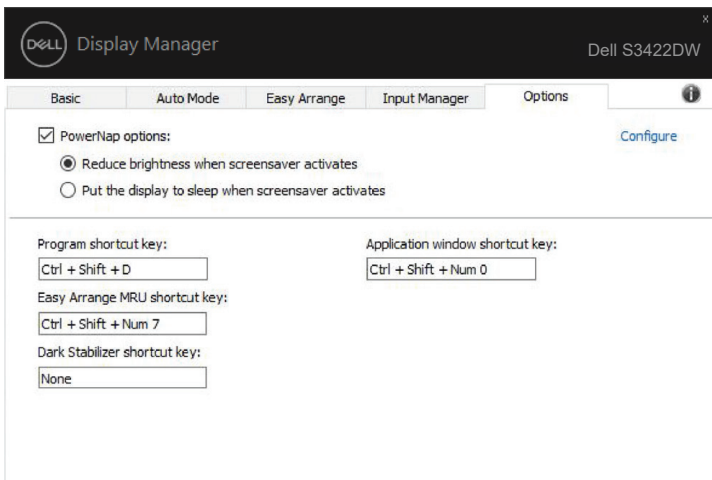 x
DELL Display Manager
Dell S3422DW
Basic Auto Mode Easy Arrange Input Manager Options
PowerNap options: Configure
Reduce brightness when screensaver activates
Put the display to sleep when screensaver activates
Program shortcut key: Application window shortcut key:
Ctrl + Shift + D Ctrl + Shift + Num 0
Easy Arrange MRU shortcut key:
Ctrl + Shift + Num 7
Dark Stabilizer shortcut key:
None